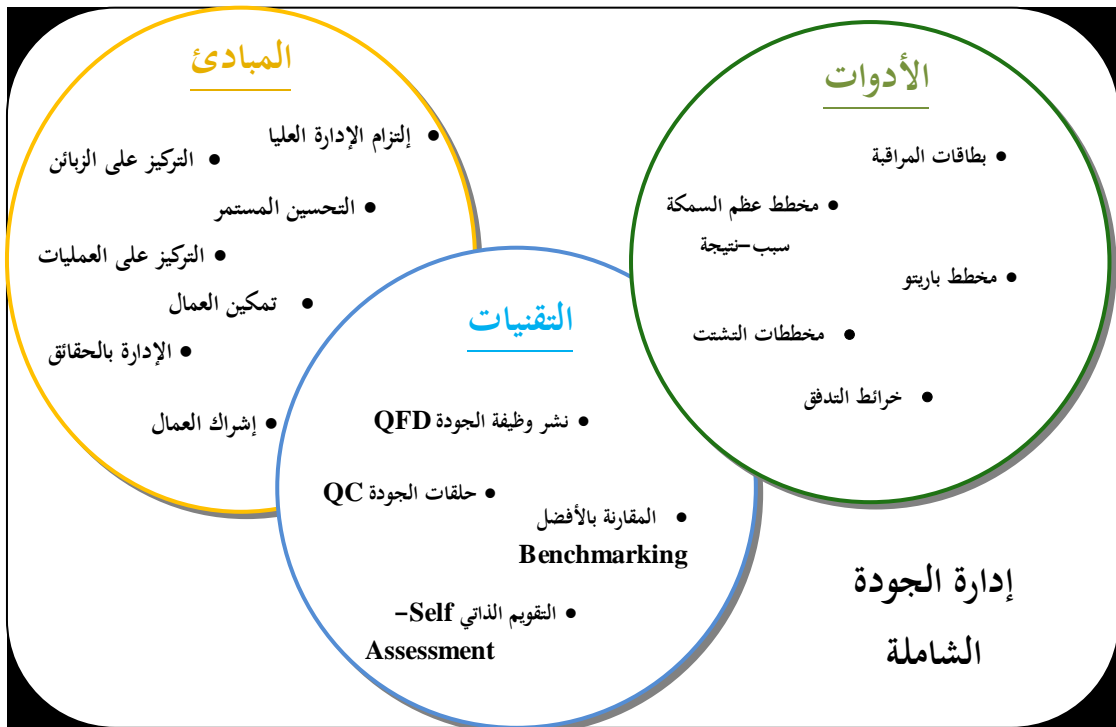 الأدوات
• بطاقات المراقبة
• مخطط عظم السمكة
سبب–نتيجة
• مخطط باريتو
• مخططات التشتت
• خرائط التدفق
المبادئ
• إلتزام الإدارة العليا
• التركيز على الزبائن
• التحسين المستمر
• التركيز على العمليات
• تمكين العمال
• الإدارة بالحقائق
• إشراك العمال
التقنيات
• نشر وظيفة الجودة QFD
• حلقات الجودة QC
• المقارنة بالأفضل
Benchmarking
• التقويم الذاتي Self–
Assessment
إدارة الجودة
الشاملة